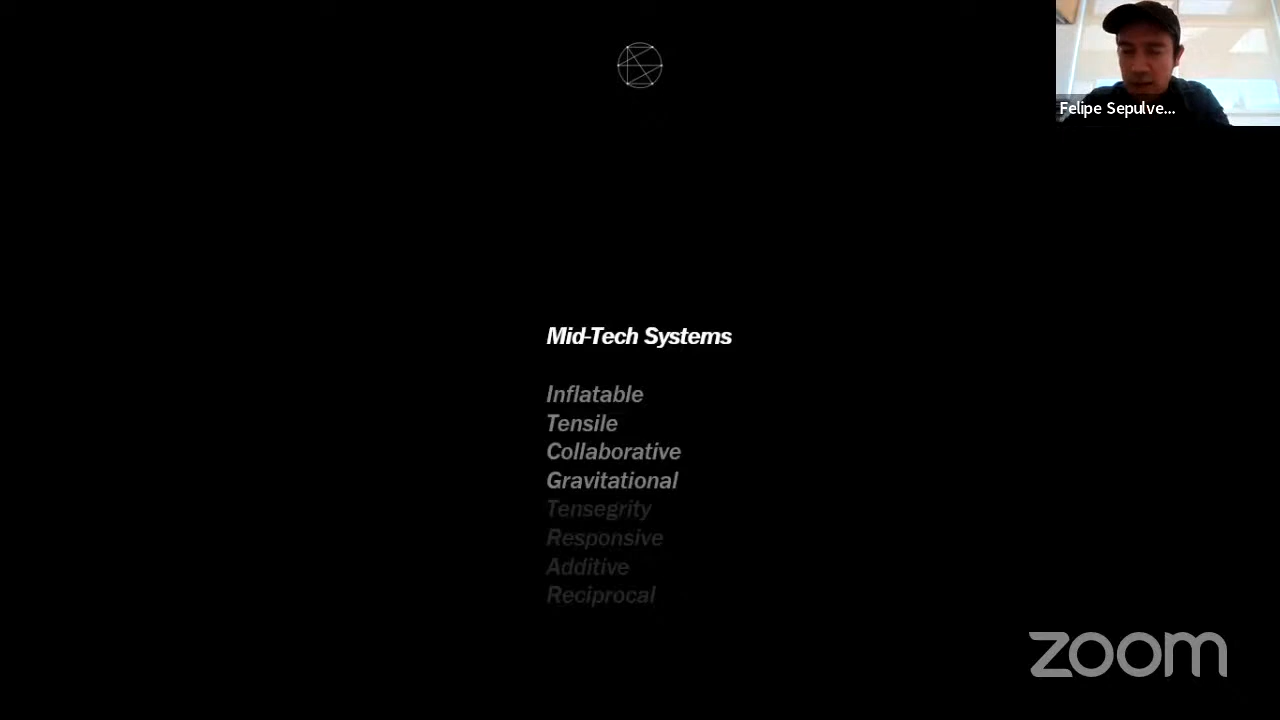 Felipe Sepulve...
Mid-Tech Systems
Inflatable
Tensile
Collaborative
Gravitational
Tensegrity
Responsive
Additive
Reciprocal
zoom